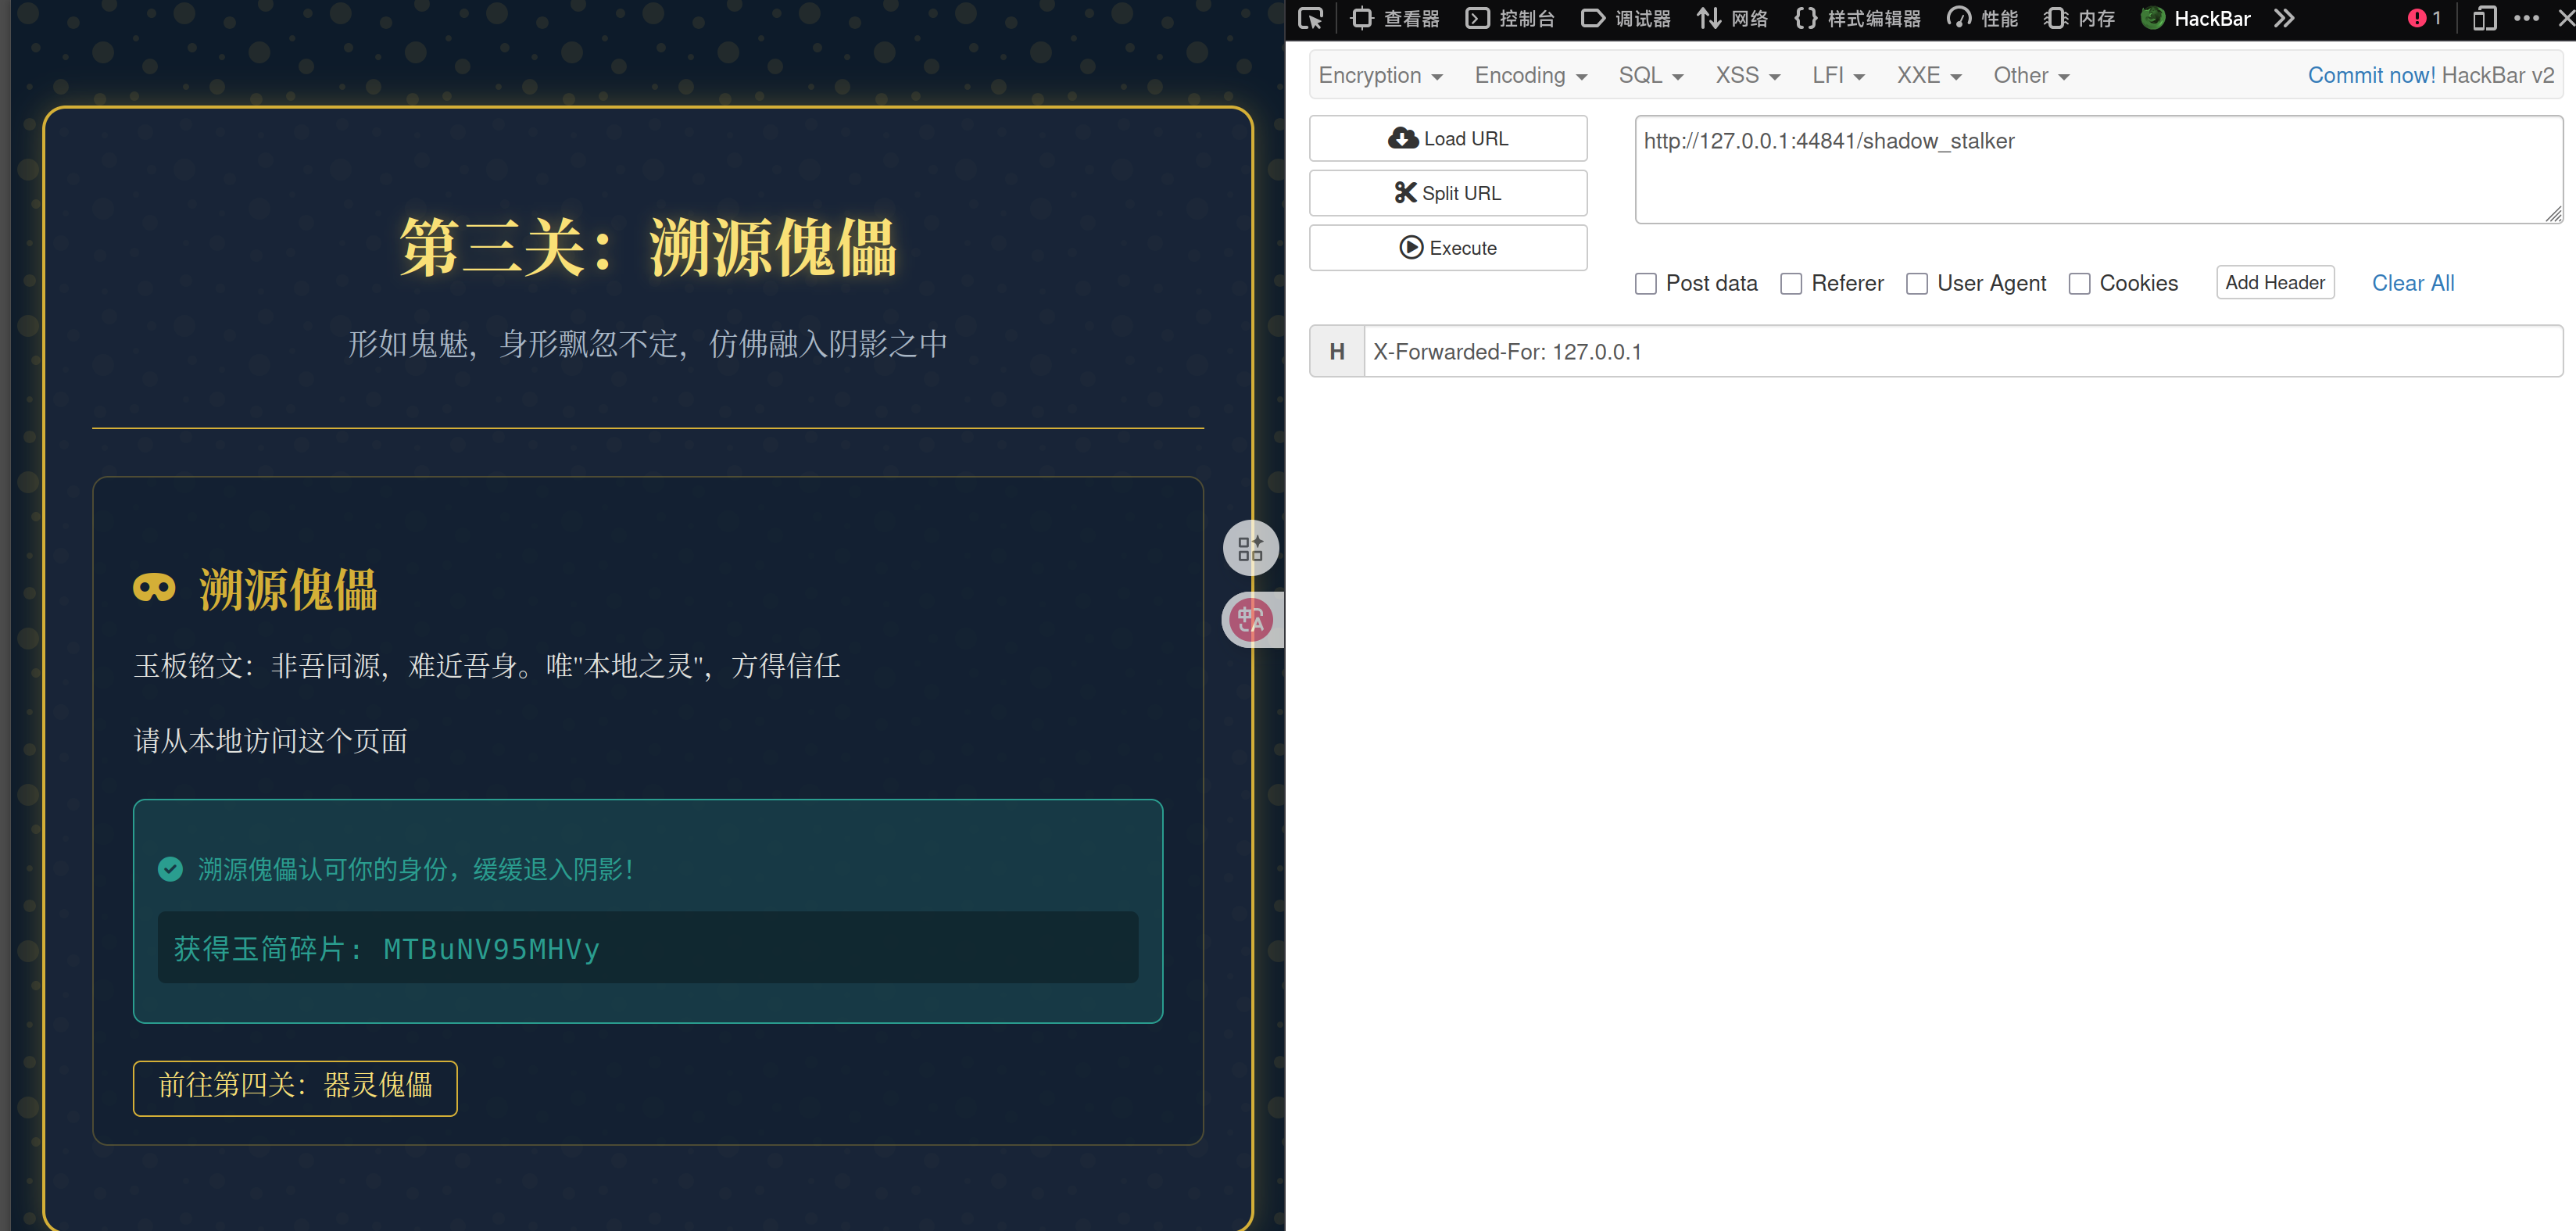 第三关：溯源傀儡
形如鬼魅，身形飘忽不定，仿佛融入阴影之中
溯源傀儡
玉板铭文：非吾同源，难近吾身。唯"本地之灵"，方得信任
请从本地访问这个页面
溯源傀儡认可你的身份，缓缓退入阴影！
获得玉简碎片: MTBuNV95MHVy
前往第四关：器灵傀儡
中 A
查看器 控制台 调试器 网络 样式编辑器 性能 内存 HackBar 1
Encryption Encoding SQL XSS LFI XXE Other Commit now! HackBar v2
Load URL
Split URL
Execute
http://127.0.0.1:44841/shadow_stalker
Post data Referer User Agent Cookies Add Header Clear All
H X-Forwarded-For: 127.0.0.1